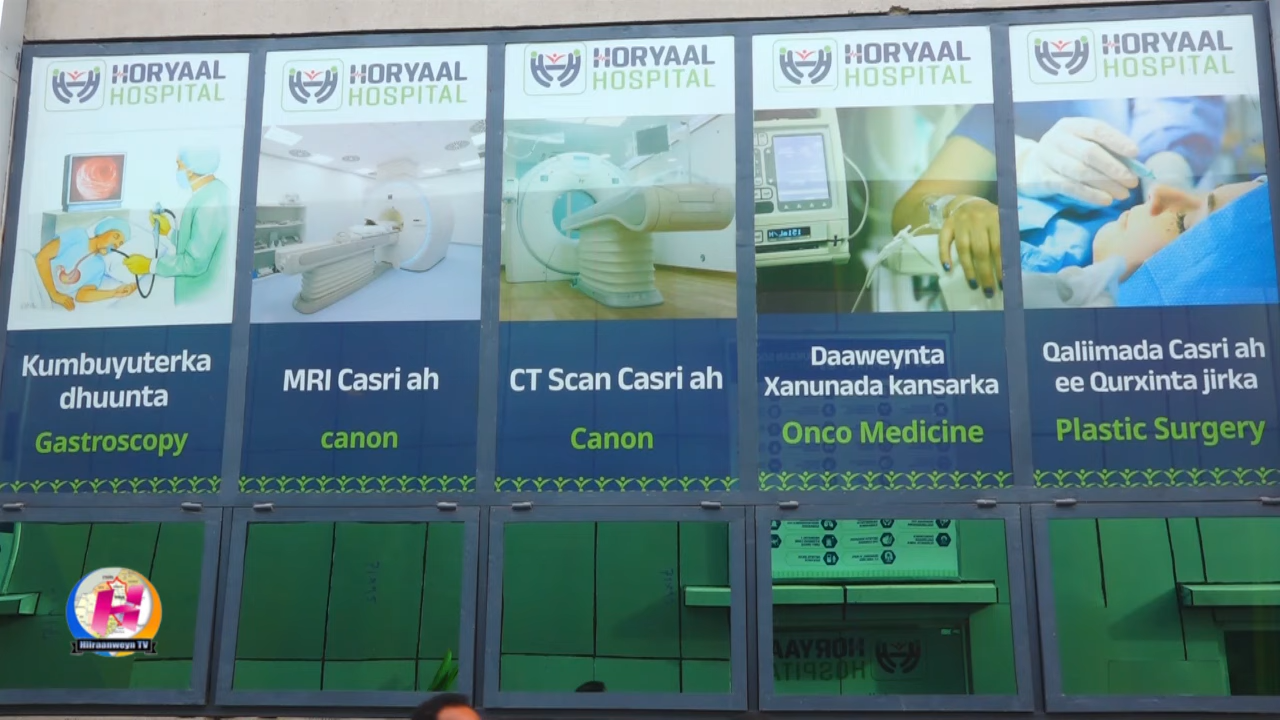 HORYAAL
HOSPITAL
Kumbuyuterka
dhuunta
Gastroscopy
HORYAAL
HOSPITAL
MRI Casri ah
canon
HORYAAL
HOSPITAL
CT Scan Casri ah
Canon
HORYAAL
HOSPITAL
Daaweynta
Xanunada kansarka
Onco Medicine
HORYAAL
HOSPITAL
Qaliimada Casri ah
ee Qurxinta jirka
Plastic Surgery
H
Hiiraanweyn TV